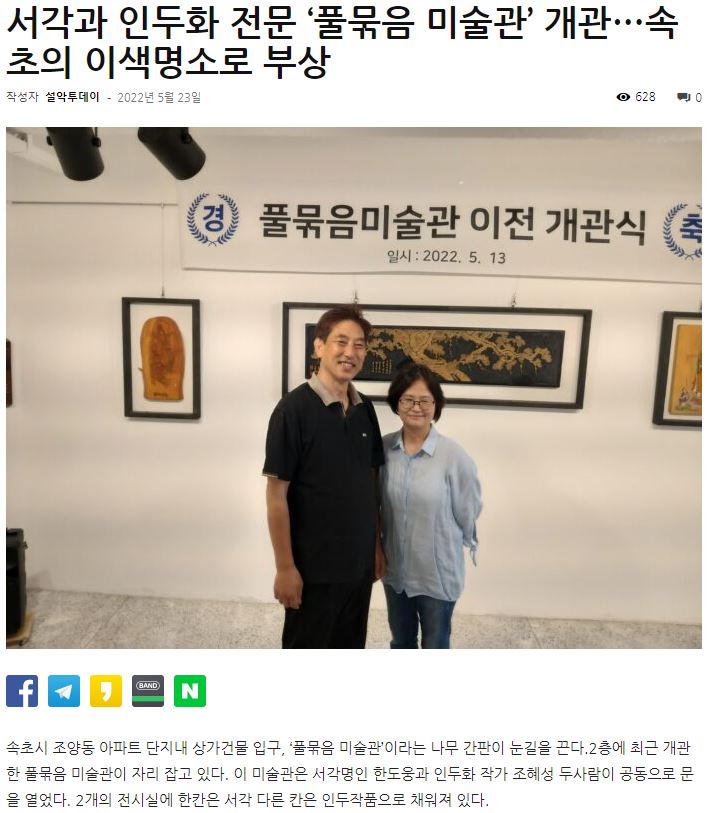 서각과 인두화 전문 ‘풀묶음 미술관’ 개관…속
초의 이색명소로 부상
작성자 설악투데이 - 2022년 5월 23일
628
0
경
풀묶음미술관 이전 개관식
축
일시 : 2022. 5. 13
BAND
N
속초시 조양동 아파트 단지내 상가건물 입구, ‘풀묶음 미술관’이라는 나무 간판이 눈길을 끈다.2층에 최근 개관
한 풀묶음 미술관이 자리 잡고 있다. 이 미술관은 서각명인 한도웅과 인두화 작가 조혜성 두사람이 공동으로 문
을 열었다. 2개의 전시실에 한칸은 서각 다른 칸은 인두작품으로 채워져 있다.